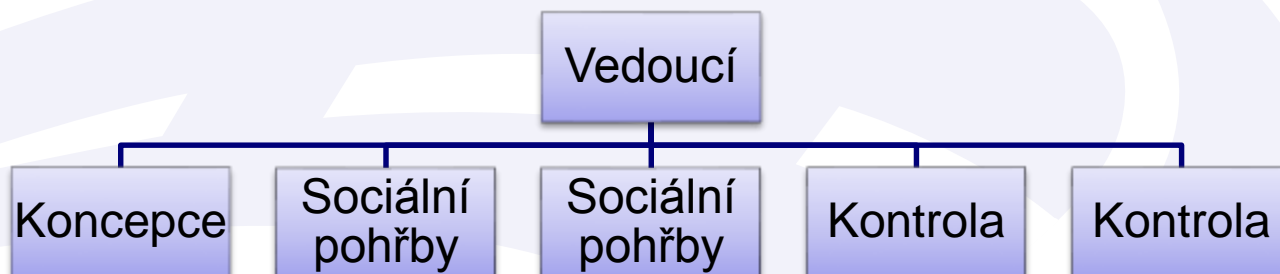 Vedoucí
Koncepce
Sociální
pohřby
Sociální
pohřby
Kontrola
Kontrola